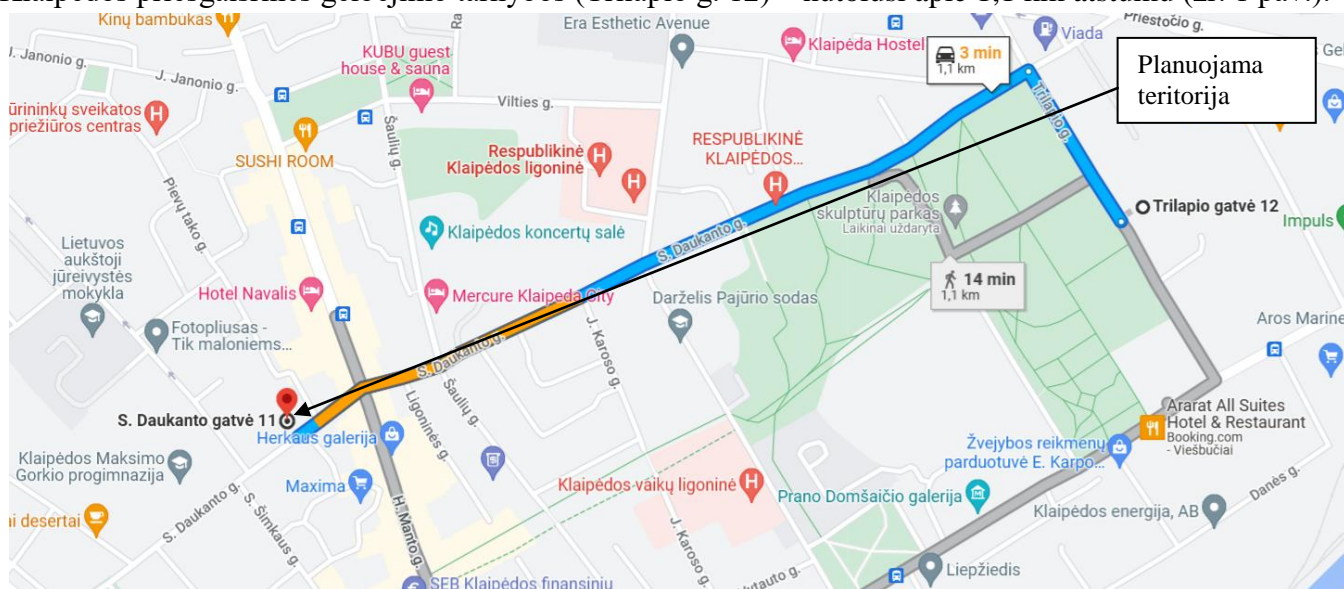 Klaipėdos priešgaisrinės gelbėjimo tarnybos (Trilapio g. 12) – nutolusi apie 1,1 km atstumu (žr. 1 pav.).
Kinų bambukas
Era Esthetic Avenue
Klaipėda Hostel
3 min
1,1 km
Viada
Priestočio g.
Planuojama
teritorija
J. Janonio g.
J. Janonio g.
KUBU guest
house & sauna
Vilties g.
ūrininkų sveikatos
priežiūros centras
SUSHI ROOM
Šaulių g.
Respublikinė
Klaipėdos ligoninė
RESPUBLIKINĖ
KLAIPĖDOS...
Trilapio g.
Pievų tako g.
Klaipėdos
skulptūrų parkas
Laikinai uždaryta
Trilapio gatvė 12
Impuls
Klaipėdos koncertų salė
S. Daukanto g.
Lietuvos
aukštoji
jūreivystės
mokykla
Hotel Navalis
Mercure Klaipeda City
Darželis Pajūrio sodas
14 min
1,1 km
Fotopliusas -
Tik maloniems...
J. Karoso g.
Aros Marine
S. Daukanto g.
Šaulių g.
Ligoninės g.
S. Daukanto gatvė 11
Herkaus galerija
Ararat All Suites
Hotel & Restaurant
Booking.com
- Viešbučiai
Klaipėdos Maksimo
Gorkio progimnazija
Maxima
Žvejybos reikmenų
parduotuvė E. Karpo...
Klaipėdos vaikų ligoninė
Prano Domšaičio galerija
Danės g.
Klaipėdos energija, AB
S. Daukanto g.
S. Šimkaus g.
H. Manto g.
ai desertai
J. Karoso g.
Liepžiedis
SEB Klaipėdos finansinių